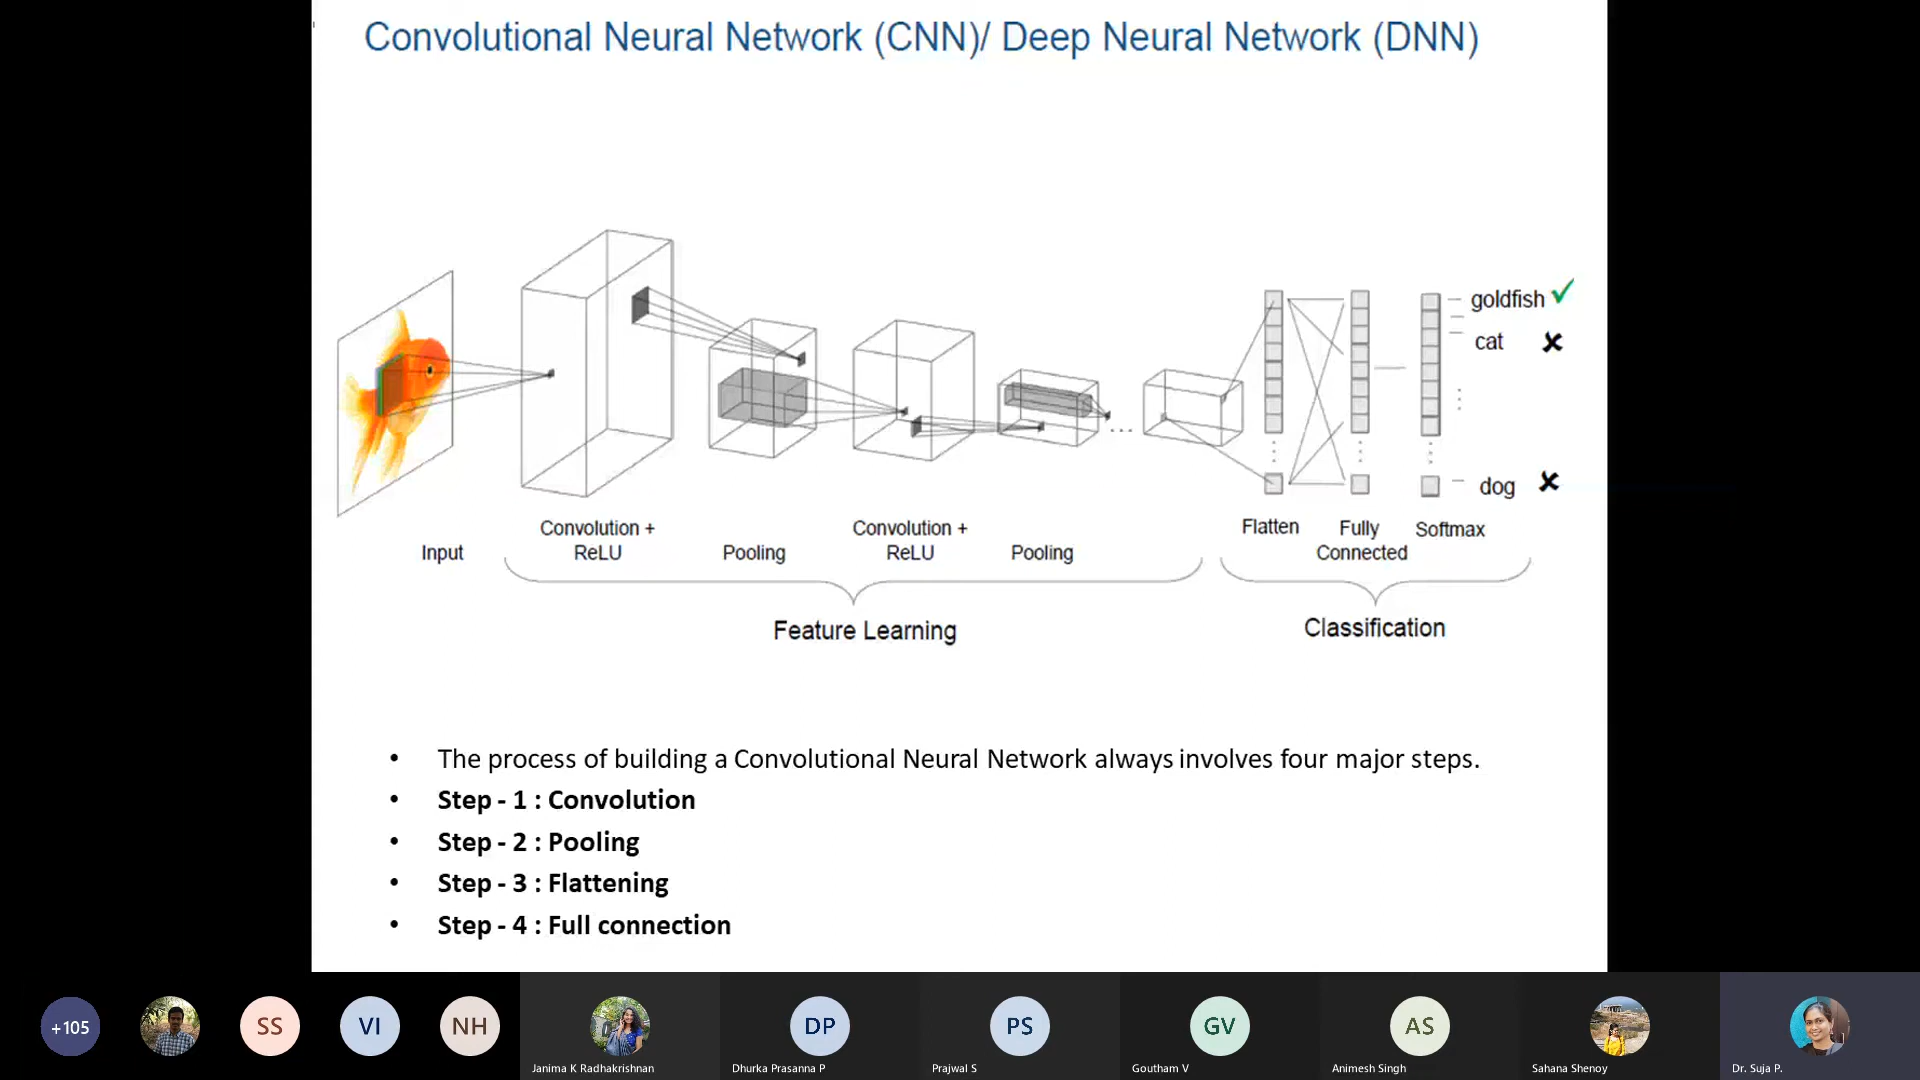 Convolutional Neural Network (CNN)/ Deep Neural Network (DNN)
goldfish
cat
dog
Flatten
Fully
Connected
Softmax
Input
Convolution +
ReLU
Pooling
Convolution +
ReLU
Pooling
Feature Learning
Classification
• The process of building a Convolutional Neural Network always involves four major steps.
• Step - 1 : Convolution
• Step - 2 : Pooling
• Step - 3 : Flattening
• Step - 4 : Full connection
+105
SS
VI
NH
DP
PS
GV
AS
Janima K Radhakrishnan
Dhurka Prasanna P
Prajwal S
Goutham V
Animesh Singh
Sahana Shenoy
Dr. Suja P.